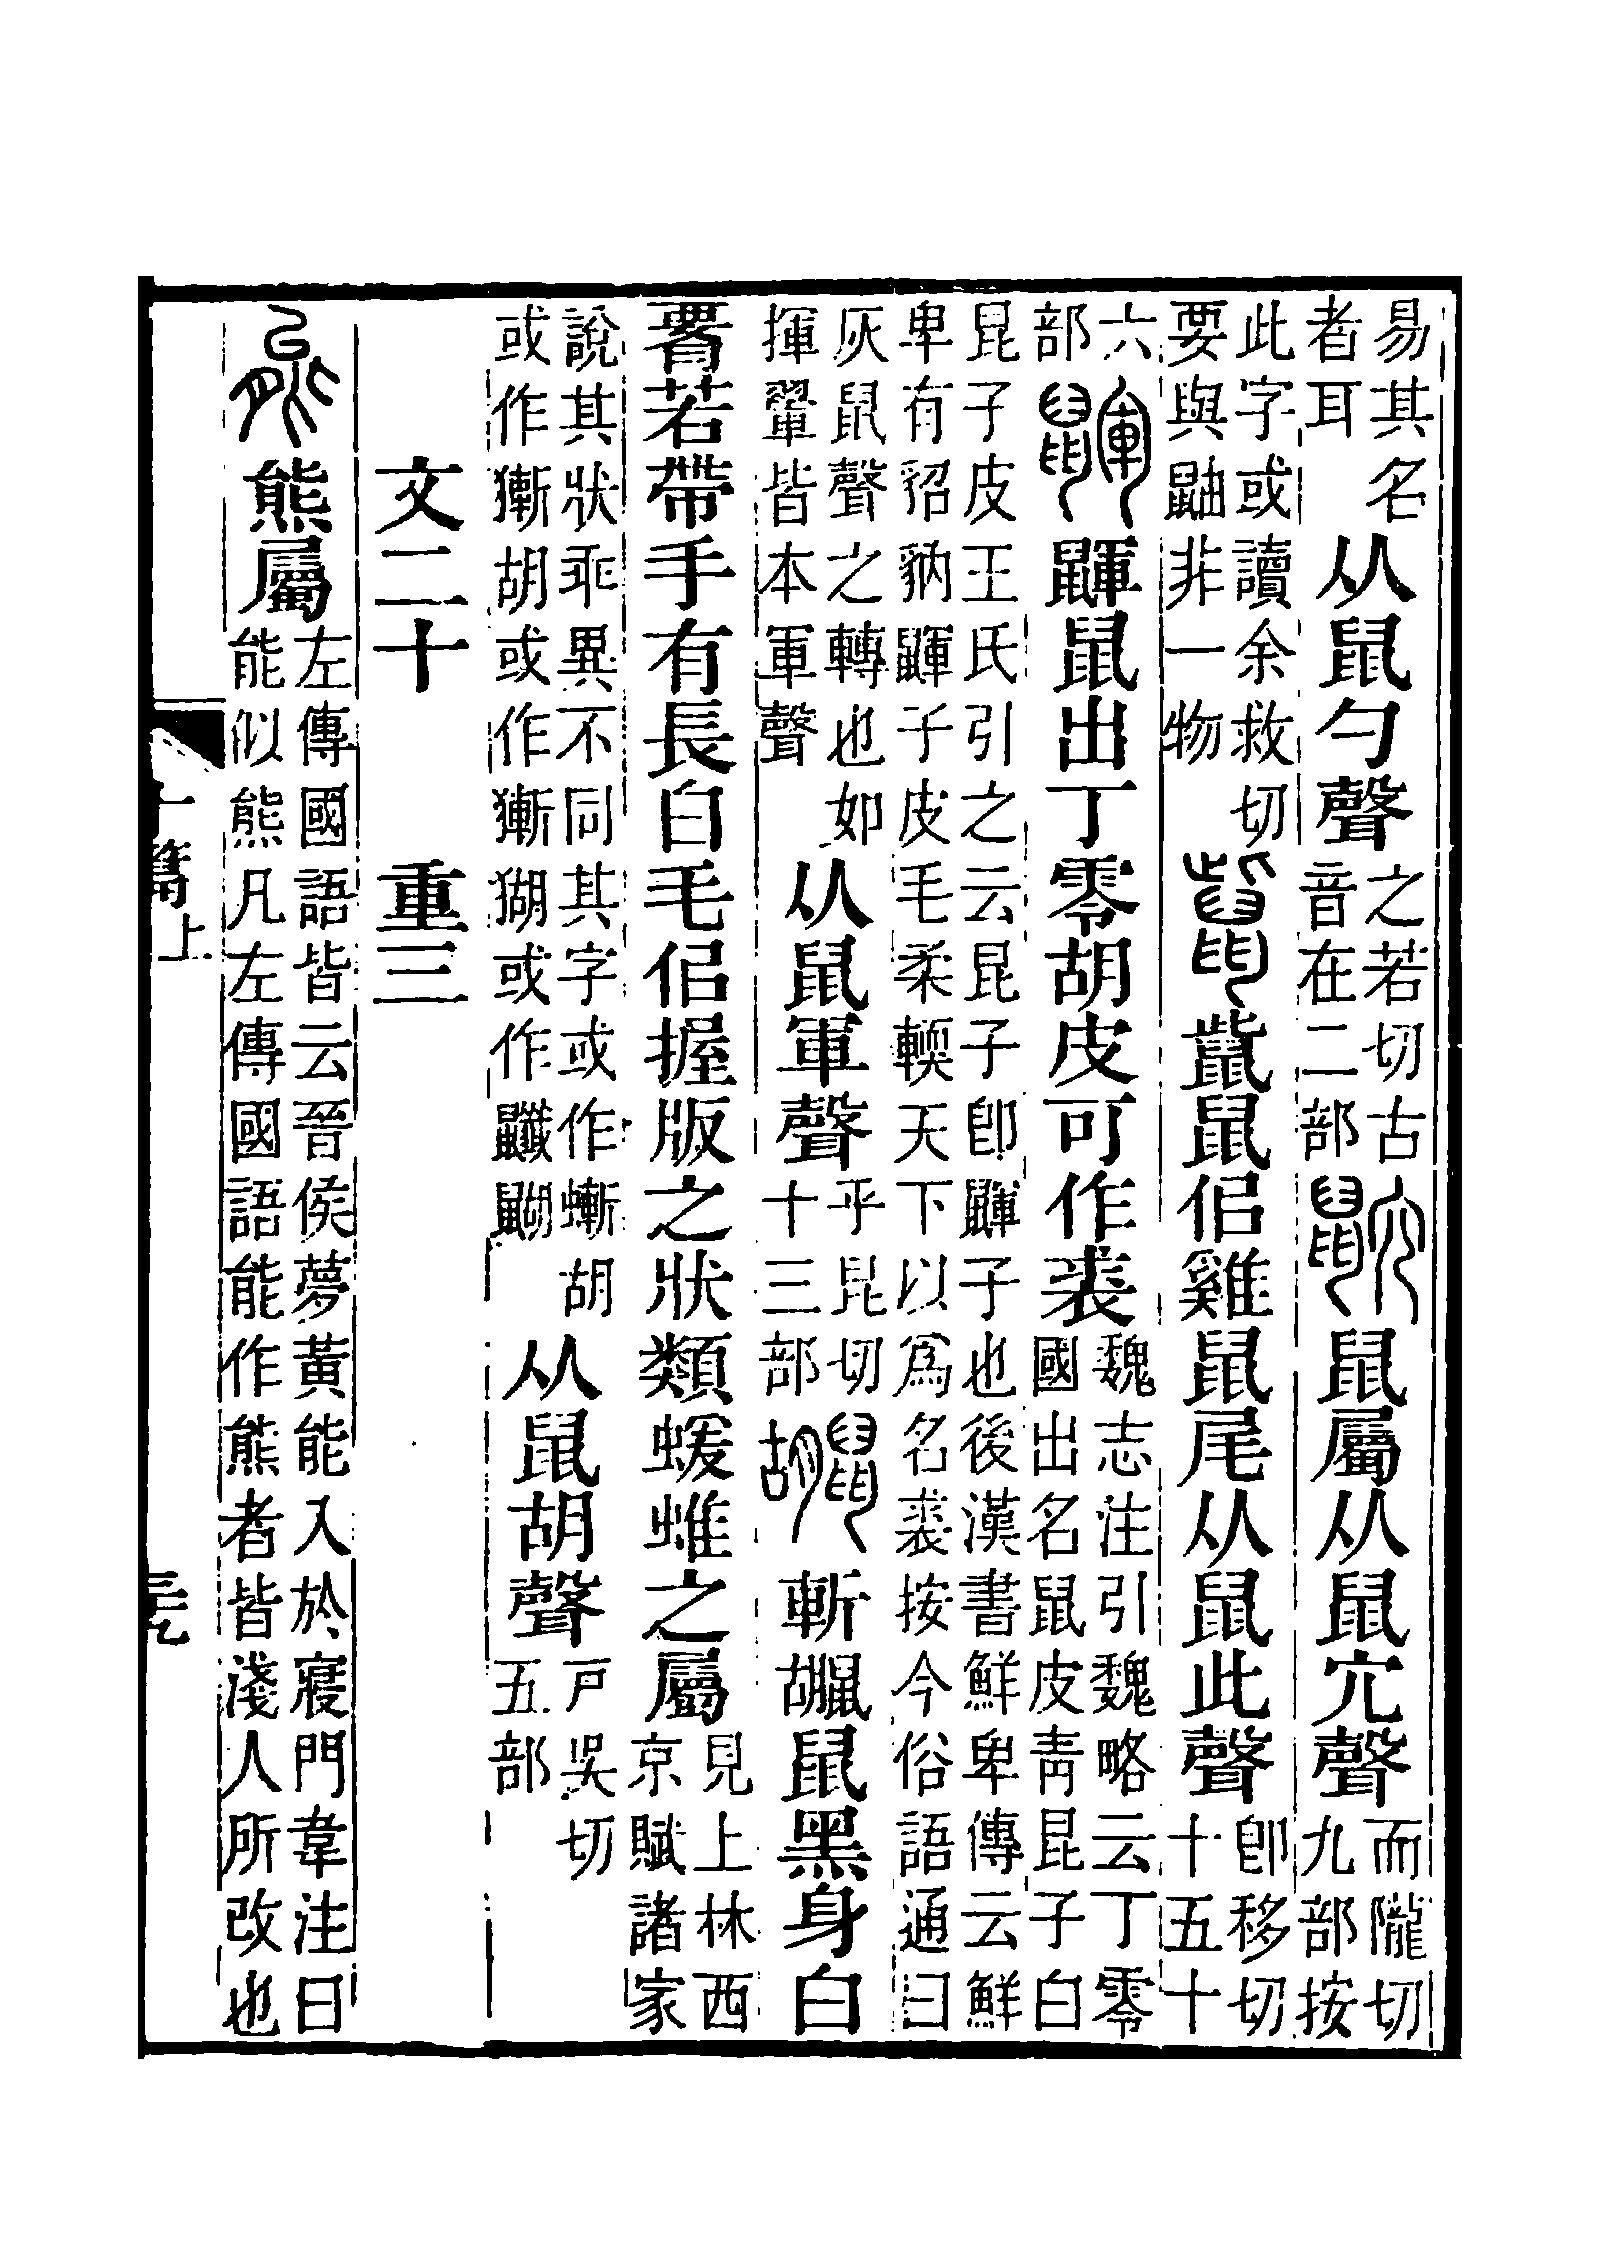 易其名者耳从鼠勺聲之若切古音在二部鼠屬从鼠宂聲而隴切九部按
此字或讀余救切要與鼬非一物鼠佀雞鼠尾从鼠此聲卽移切十五十
六部鼲鼲鼠出丁零胡皮可作裘魏志注引魏略云丁零國出名鼠皮青昆子白
昆子皮王氏引之云昆子卽鼲子也後漢書鮮卑傳云鮮卑有貂豽鼲子皮毛柔輭天下以爲名裘按今俗語通曰
灰鼠聲之轉也如揮翬皆本軍聲从鼠軍聲乎昆切十三部斬鼠黑身白
䙅若帶手有長白毛佀握版之狀類蝯蜼之屬見上林西京賦諸家
說其狀乖異不同其字或作螹胡或作獑胡或作獑猢或作从鼠胡聲戶吳切五部
文二十　重三
能熊屬左傳國語皆云晉侯夢黃能入於寢門韋注曰能似熊凡左傳國語能作熊者皆淺人所改也
十篇上